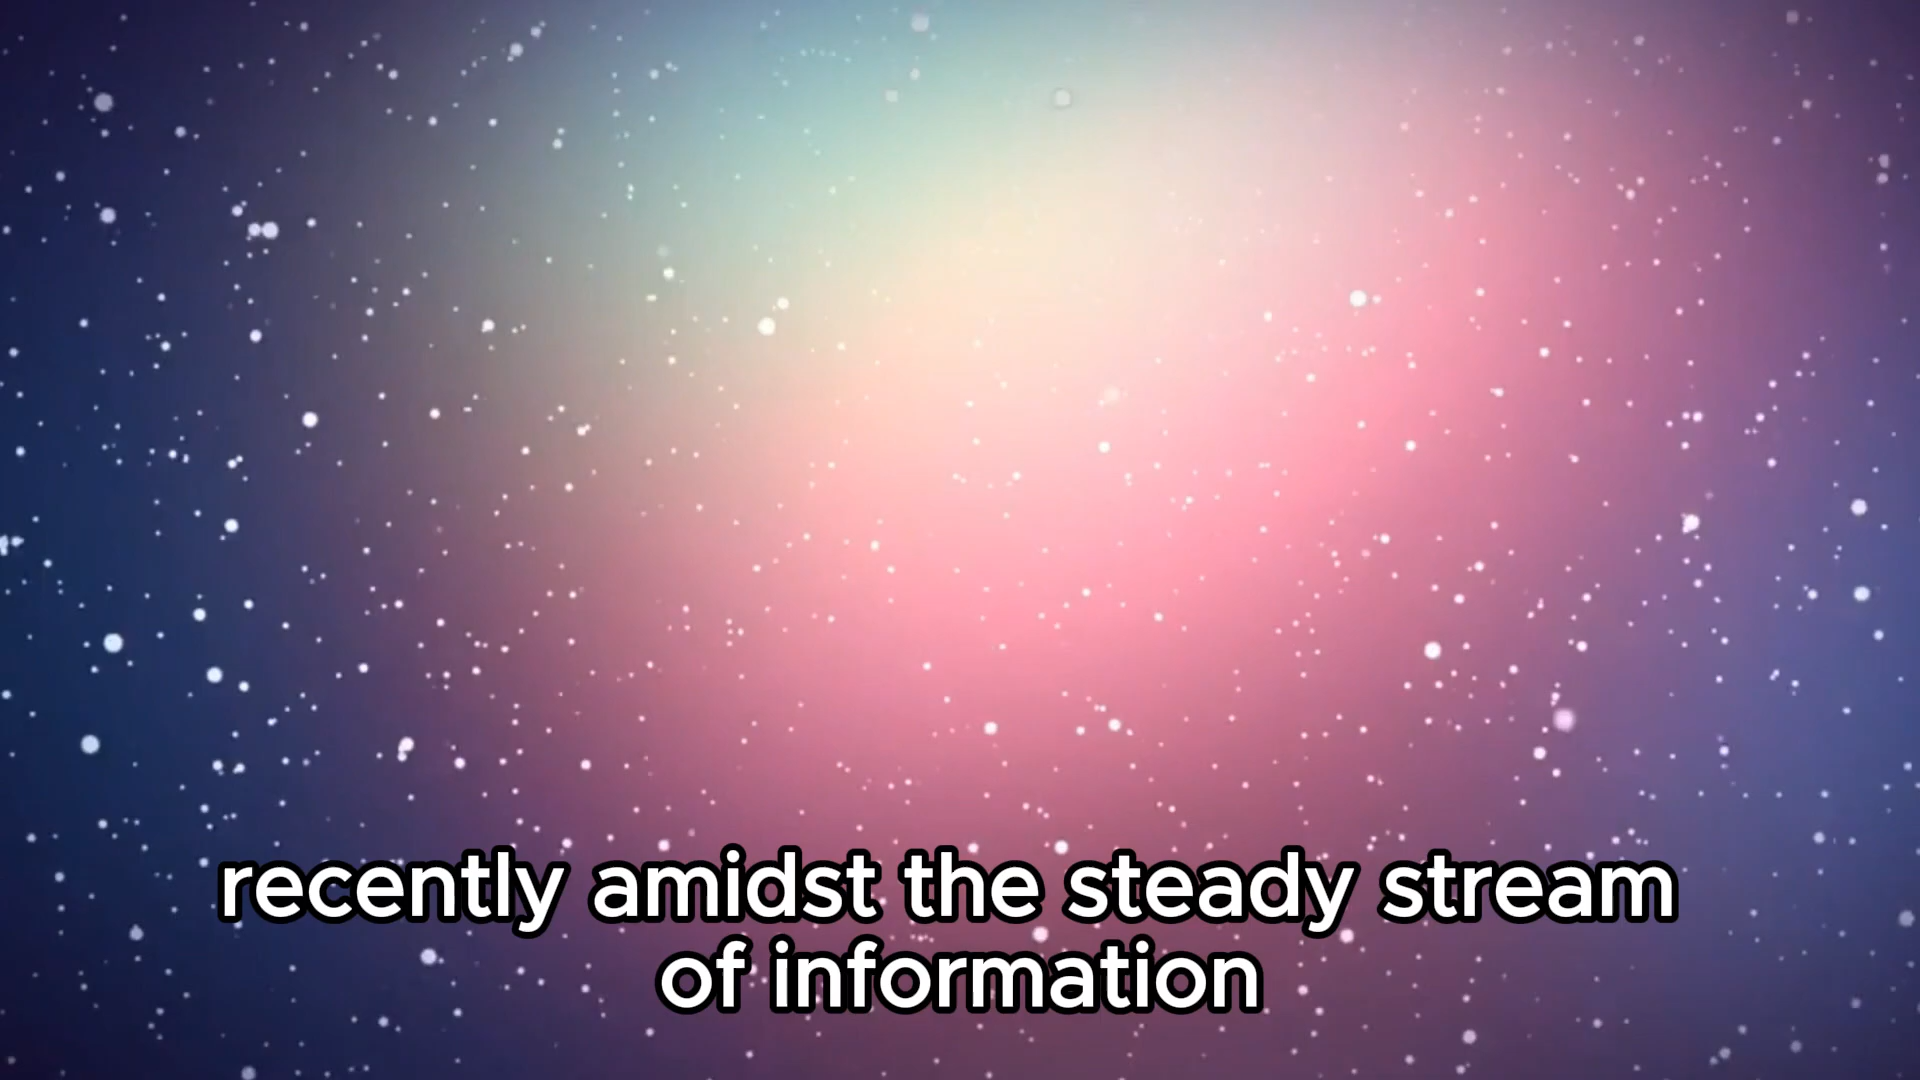 recently amidst the steady stream
of information